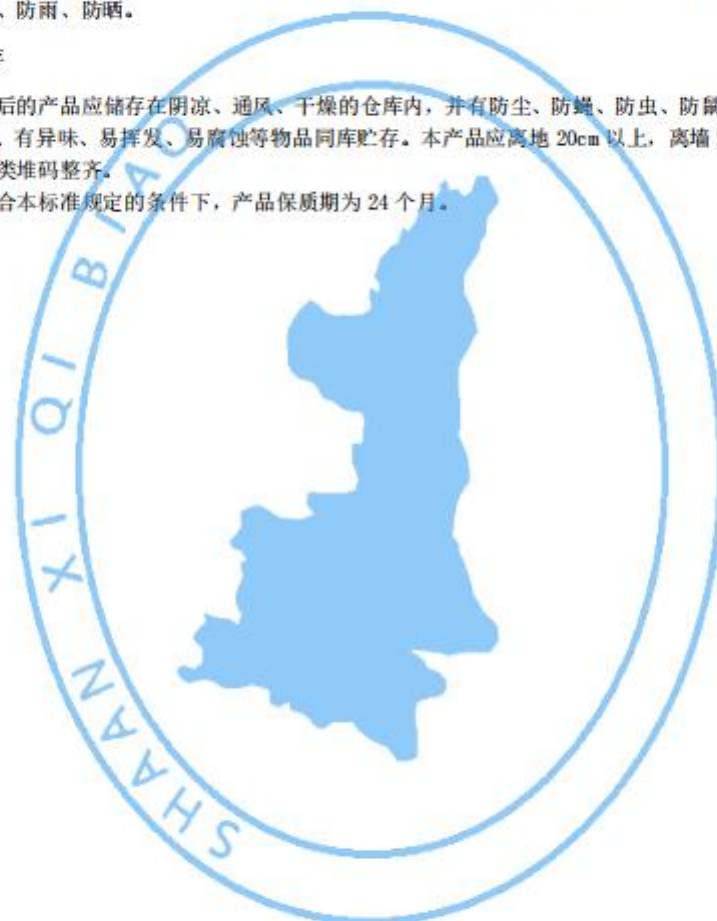 、防雨、防晒。
后的产品应储存在阴凉、通风、干燥的仓库内，并有防尘、防蝇、防虫、防鼠
、有异味、易挥发、易腐蚀等物品同库贮存。本产品应离地 20cm 以上，离墙
类堆码整齐。
合本标准规定的条件下，产品保质期为 24 个月。
SHAAN XI QI BIAO